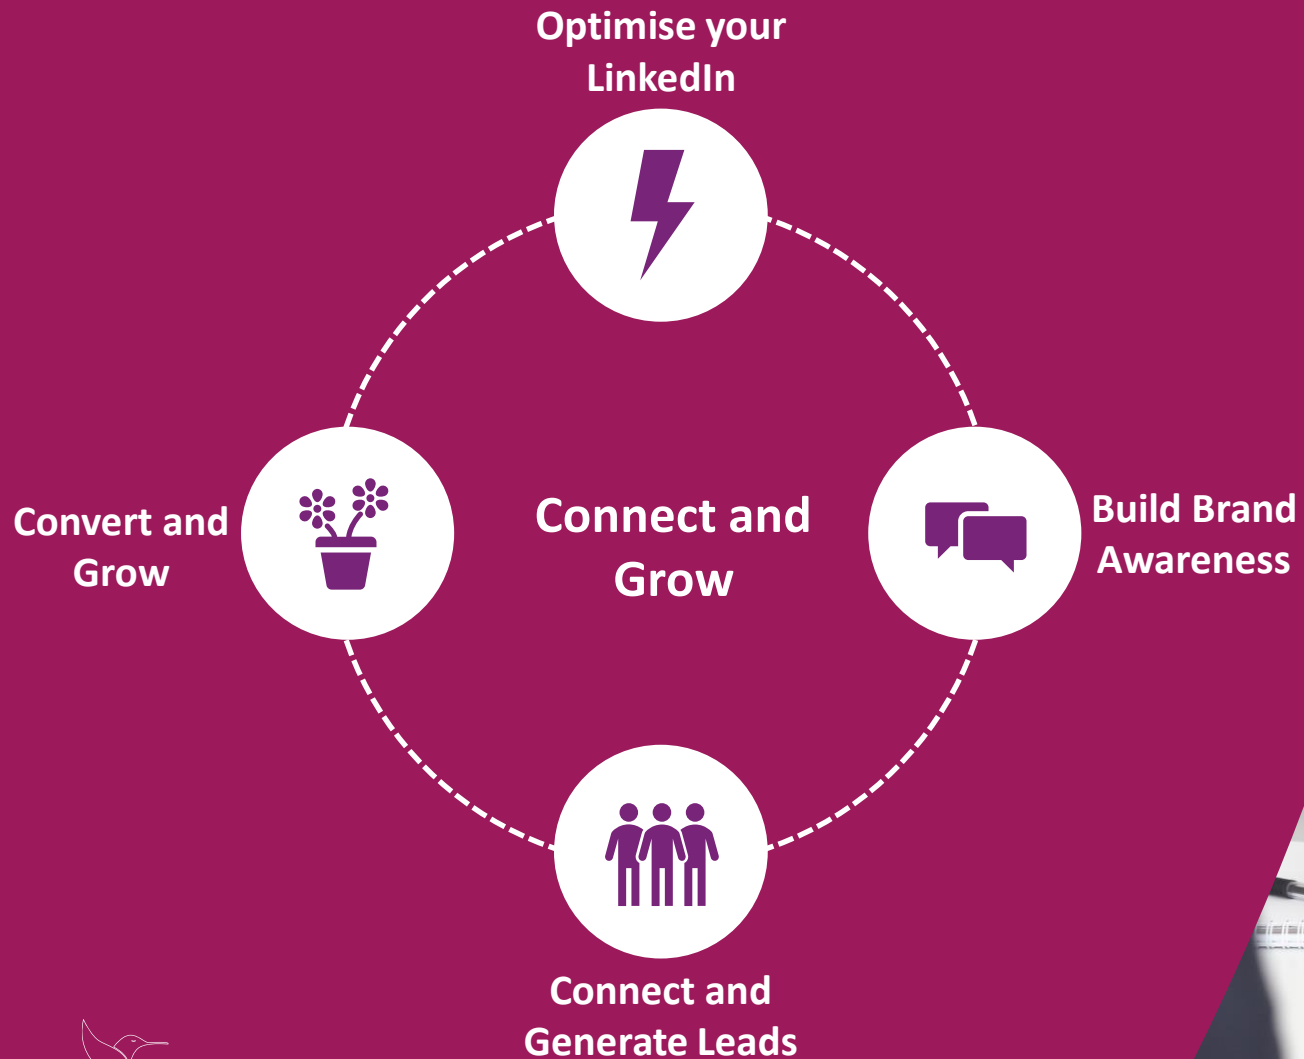 Optimise your
LinkedIn
Build Brand
Awareness
Connect and
Generate Leads
Convert and
Grow
Connect and
Grow